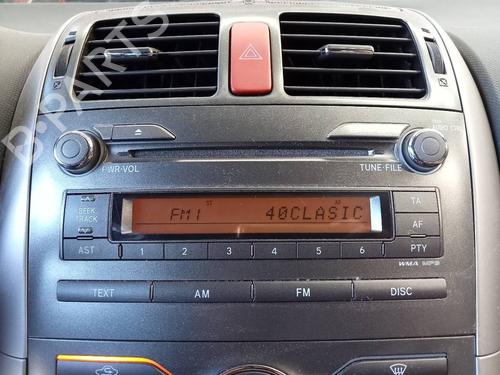 B-PARTS
PWR·VOL
TUNE·FILE
ST
FM1 40CLASIC
SEEK
TRACK
TA
AF
AST 1 2 3 4 5 6 PTY
WMA MP3
TEXT AM FM DISC